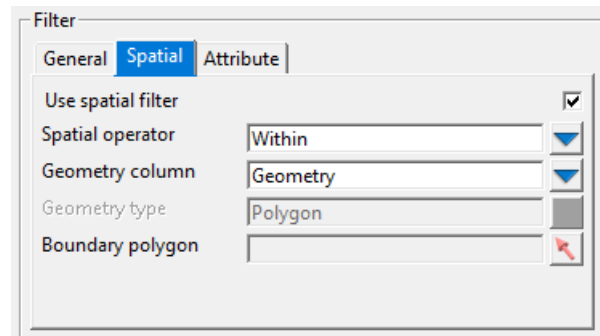 Filter
General Spatial Attribute
Use spatial filter
Spatial operator Within
Geometry column Geometry
Geometry type Polygon
Boundary polygon